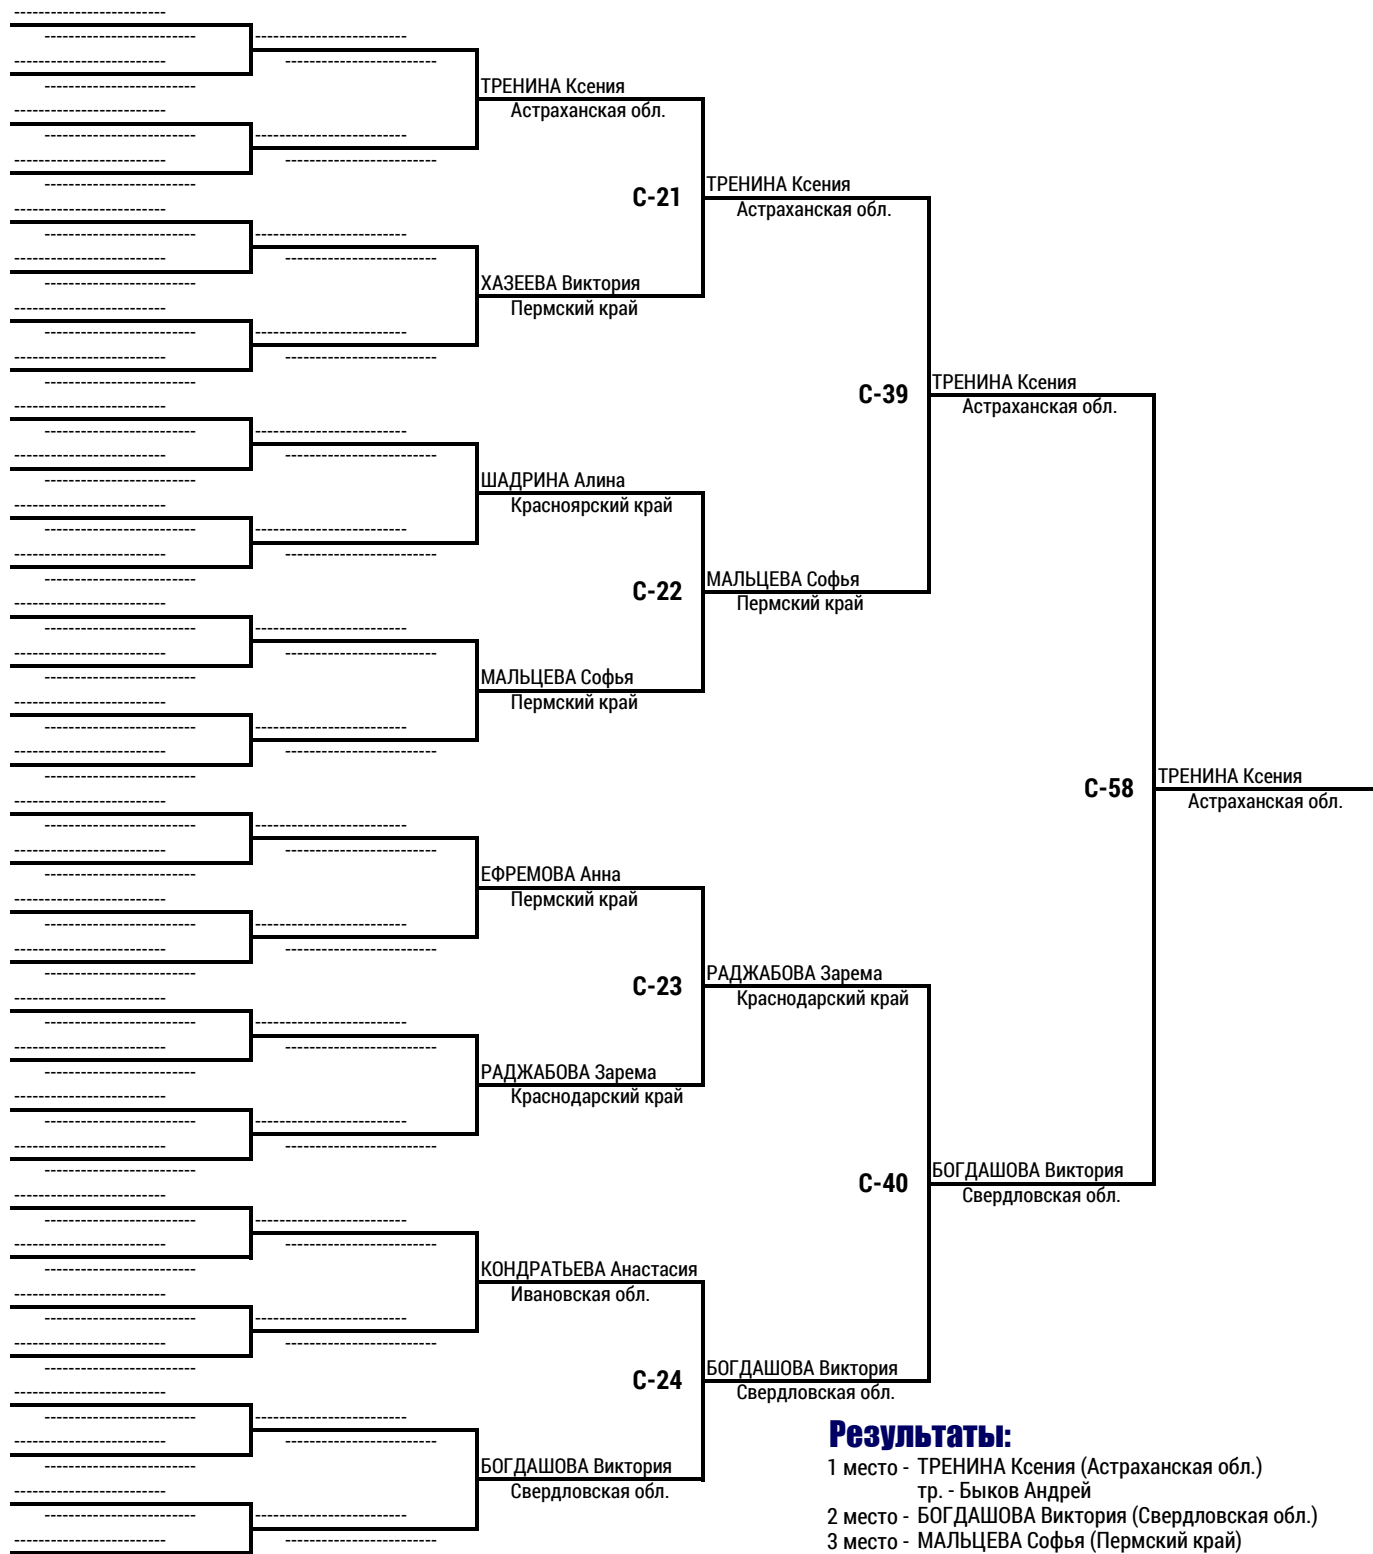 ТРЕНИНА Ксения
Астраханская обл.
С-21
ТРЕНИНА Ксения
Астраханская обл.
ХАЗЕЕВА Виктория
Пермский край
С-39
ТРЕНИНА Ксения
Астраханская обл.
ШАДРИНА Алина
Красноярский край
С-22
МАЛЬЦЕВА Софья
Пермский край
МАЛЬЦЕВА Софья
Пермский край
С-58
ТРЕНИНА Ксения
Астраханская обл.
ЕФРЕМОВА Анна
Пермский край
С-23
РАДЖАБОВА Зарема
Краснодарский край
РАДЖАБОВА Зарема
Краснодарский край
С-40
БОГДАШОВА Виктория
Свердловская обл.
КОНДРАТЬЕВА Анастасия
Ивановская обл.
С-24
БОГДАШОВА Виктория
Свердловская обл.
БОГДАШОВА Виктория
Свердловская обл.
Результаты:
1 место - ТРЕНИНА Ксения (Астраханская обл.)
тр. - Быков Андрей
2 место - БОГДАШОВА Виктория (Свердловская обл.)
3 место - МАЛЬЦЕВА Софья (Пермский край)